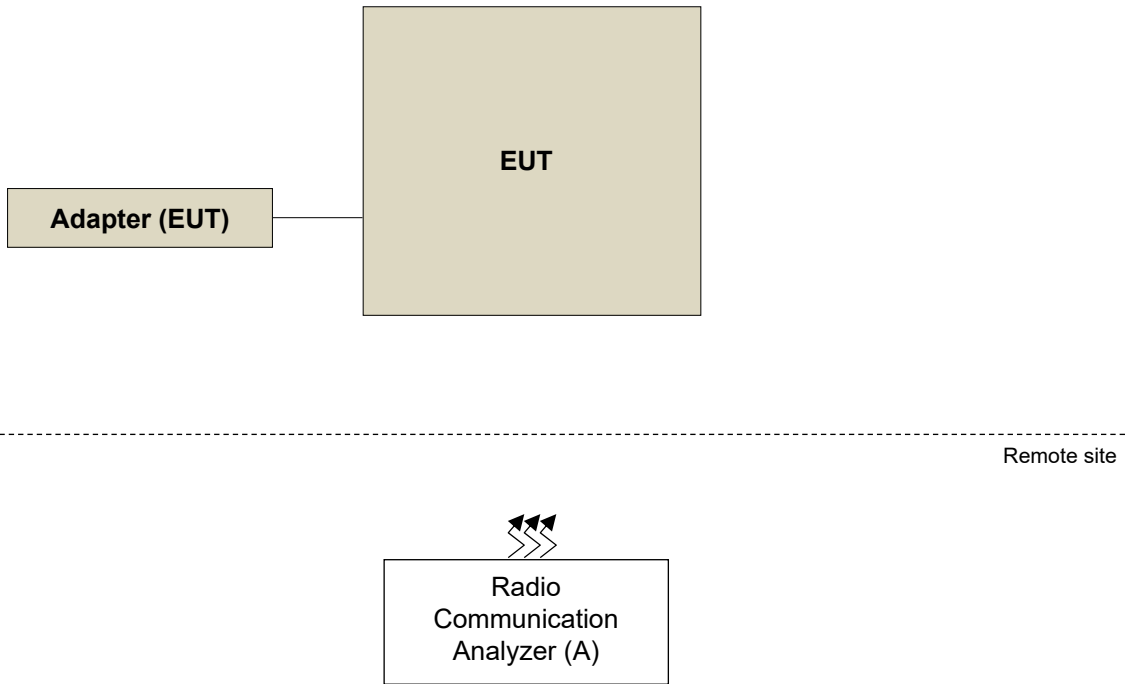 EUT
Adapter (EUT)
Remote site
Radio
Communication
Analyzer (A)